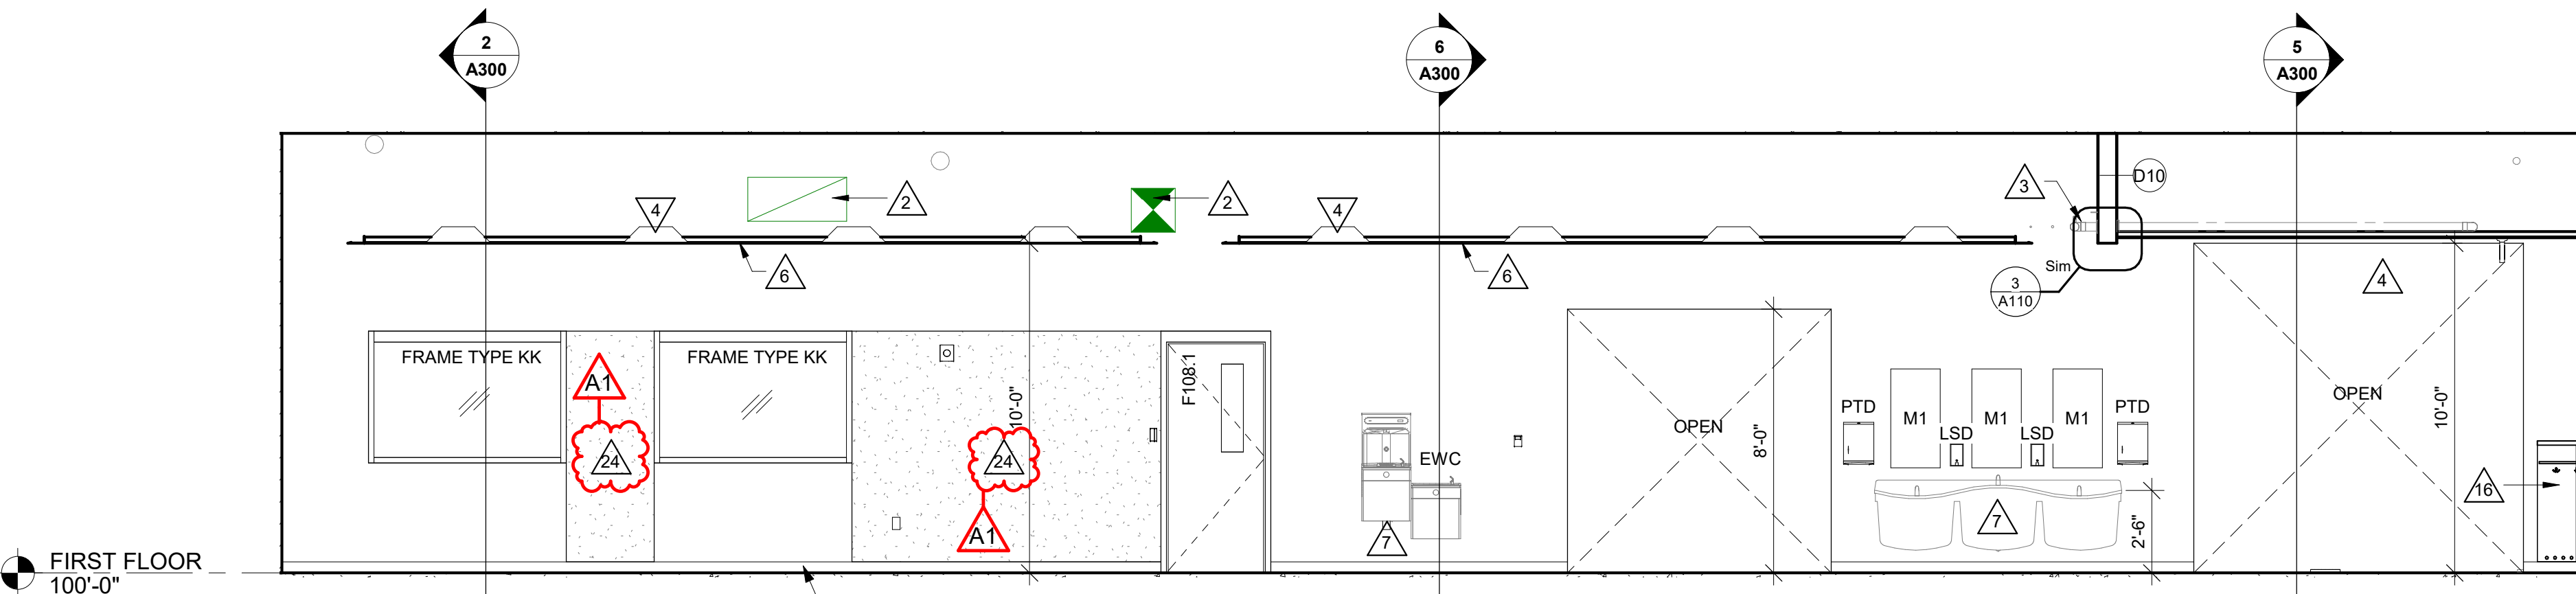 2
A300
6
A300
5
A300
2
2
4
4
3
D10
6
6
Sim
3
A110
4
FRAME TYPE KK
FRAME TYPE KK
A1
24
24
A1
10'-0"
F108.1
EWC
7
OPEN
8'-0"
PTD
M1
LSD
M1
LSD
M1
PTD
7
2'-6"
OPEN
10'-0"
16
FIRST FLOOR
100'-0"